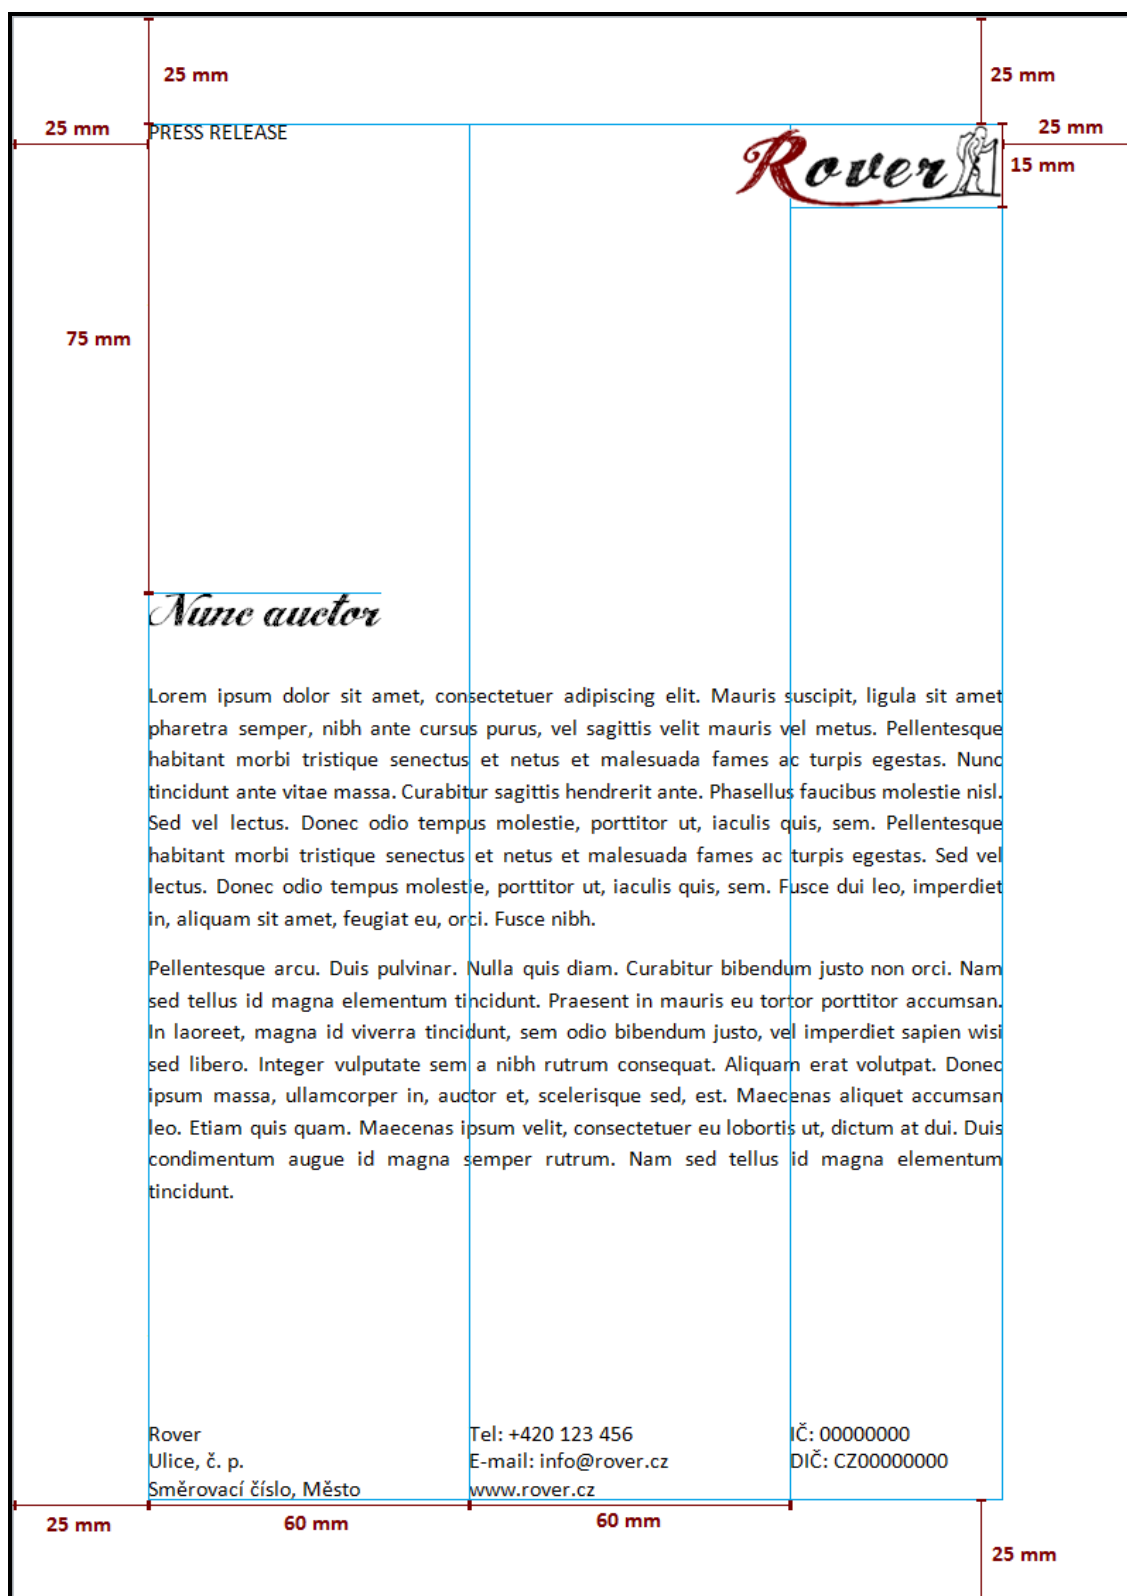 25 mm
25 mm
25 mm
PRESS RELEASE
Rover
25 mm
15 mm
75 mm
Nunc auctor
Lorem ipsum dolor sit amet, consectetuer adipiscing elit. Mauris suscipit, ligula sit amet
pharetra semper, nibh ante cursus purus, vel sagittis velit mauris vel metus. Pellentesque
habitant morbi tristique senectus et netus et malesuada fames ac turpis egestas. Nunc
tincidunt ante vitae massa. Curabitur sagittis hendrerit ante. Phasellus faucibus molestie nisl.
Sed vel lectus. Donec odio tempus molestie, porttitor ut, iaculis quis, sem. Pellentesque
habitant morbi tristique senectus et netus et malesuada fames ac turpis egestas. Sed vel
lectus. Donec odio tempus molestie, porttitor ut, iaculis quis, sem. Fusce dui leo, imperdiet
in, aliquam sit amet, feugiat eu, orci. Fusce nibh.
Pellentesque arcu. Duis pulvinar. Nulla quis diam. Curabitur bibendum justo non orci. Nam
sed tellus id magna elementum tincidunt. Praesent in mauris eu tortor porttitor accumsan.
In laoreet, magna id viverra tincidunt, sem odio bibendum justo, vel imperdiet sapien wisi
sed libero. Integer vulputate sem a nibh rutrum consequat. Aliquam erat volutpat. Donec
ipsum massa, ullamcorper in, auctor et, scelerisque sed, est. Maecenas aliquet accumsan
leo. Etiam quis quam. Maecenas ipsum velit, consectetuer eu lobortis ut, dictum at dui. Duis
condimentum augue id magna semper rutrum. Nam sed tellus id magna elementum
tincidunt.
Rover
Ulice, č. p.
Směrovací číslo, Město
Tel: +420 123 456
E-mail: info@rover.cz
www.rover.cz
IČ: 00000000
DIČ: CZ00000000
25 mm
60 mm
60 mm
25 mm